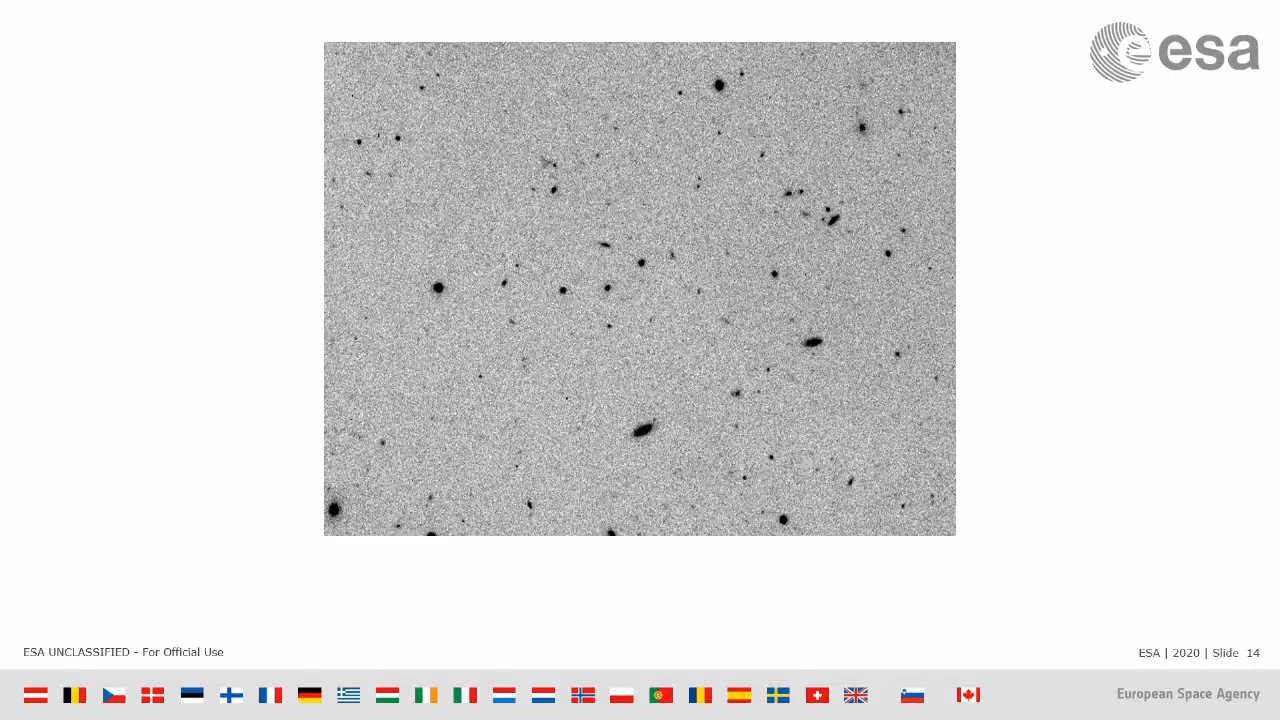 esa
ESA UNCLASSIFIED - For Official Use
ESA | 2020 | Slide 14
European Space Agency